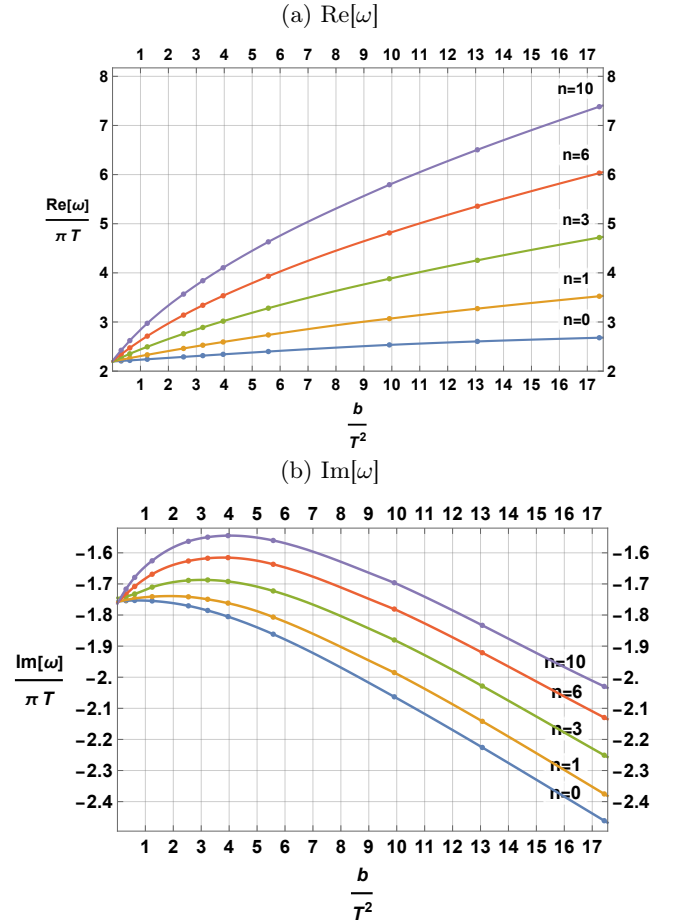 (a) Re[ω]
1 2 3 4 5 6 7 8 9 10 11 12 13 14 15 16 17
8 8
n=10
7 7
n=6
6 6
Re[ω]
πT
5 n=3 5
4 4
n=1
3 n=0 3
2 2
1 2 3 4 5 6 7 8 9 10 11 12 13 14 15 16 17
b
T²
(b) Im[ω]
1 2 3 4 5 6 7 8 9 10 11 12 13 14 15 16 17
-1.6 -1.6
-1.7 -1.7
-1.8 -1.8
-1.9 -1.9
n=10
Im[ω]
πT
-2. -2.
n=6
-2.1 -2.1
n=3
-2.2 -2.2
n=1
-2.3 -2.3
n=0
-2.4 -2.4
1 2 3 4 5 6 7 8 9 10 11 12 13 14 15 16 17
b
T²